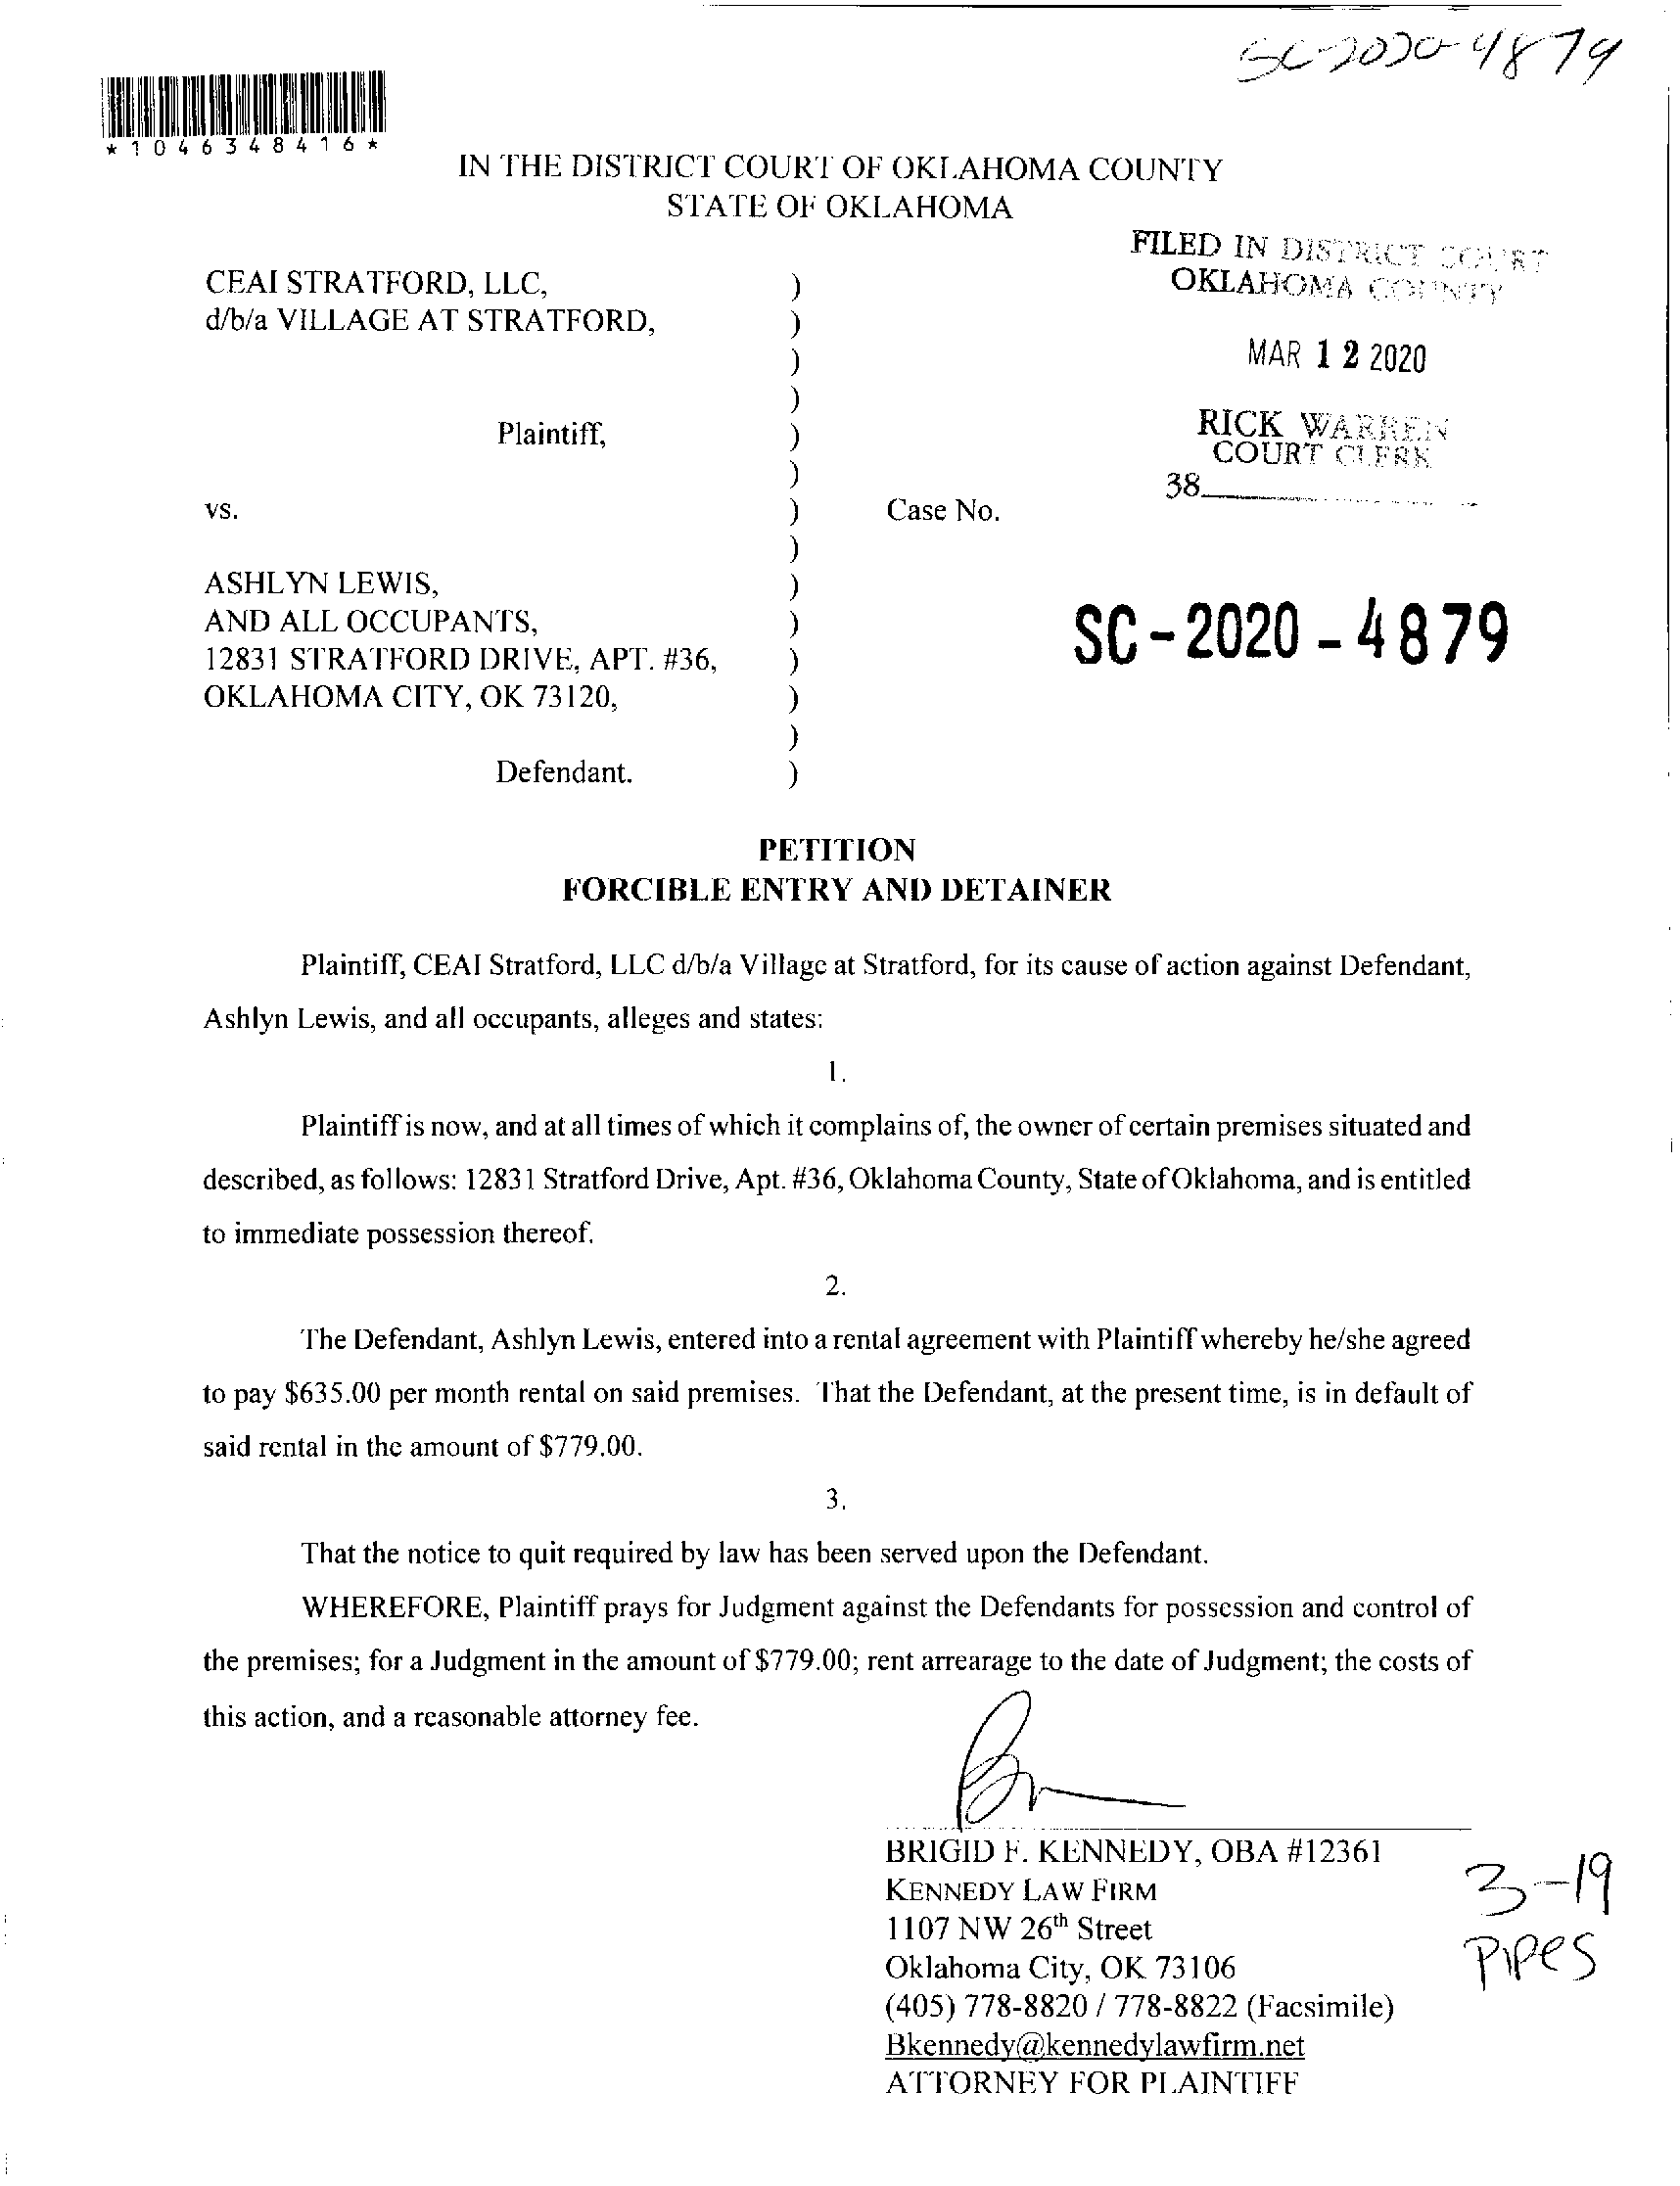 SC-2020-4879
*1046348416*
IN THE DISTRICT COURT OF OKLAHOMA COUNTY
STATE OF OKLAHOMA
FILED IN DISTRICT COURT
OKLAHOMA COUNTY
MAR 12 2020
RICK WARREN
COURT CLERK
38
CEAI STRATFORD, LLC, )
d/b/a VILLAGE AT STRATFORD, )
)
)
Plaintiff, )
)
vs. ) Case No.
)
ASHLYN LEWIS, )
AND ALL OCCUPANTS, )
12831 STRATFORD DRIVE, APT. #36, )
OKLAHOMA CITY, OK 73120, )
)
Defendant. )
SC-2020-4879
PETITION
FORCIBLE ENTRY AND DETAINER
Plaintiff, CEAI Stratford, LLC d/b/a Village at Stratford, for its cause of action against Defendant,
Ashlyn Lewis, and all occupants, alleges and states:
1.
Plaintiff is now, and at all times of which it complains of, the owner of certain premises situated and
described, as follows: 12831 Stratford Drive, Apt. #36, Oklahoma County, State of Oklahoma, and is entitled
to immediate possession thereof.
2.
The Defendant, Ashlyn Lewis, entered into a rental agreement with Plaintiff whereby he/she agreed
to pay $635.00 per month rental on said premises. That the Defendant, at the present time, is in default of
said rental in the amount of $779.00.
3.
That the notice to quit required by law has been served upon the Defendant.
WHEREFORE, Plaintiff prays for Judgment against the Defendants for possession and control of
the premises; for a Judgment in the amount of $779.00; rent arrearage to the date of Judgment; the costs of
this action, and a reasonable attorney fee.
BRIGID F. KENNEDY, OBA #12361
KENNEDY LAW FIRM
1107 NW 26th Street
Oklahoma City, OK 73106
(405) 778-8820 / 778-8822 (Facsimile)
Bkennedy@kennedylawfirm.net
ATTORNEY FOR PLAINTIFF
3-19
Pipes